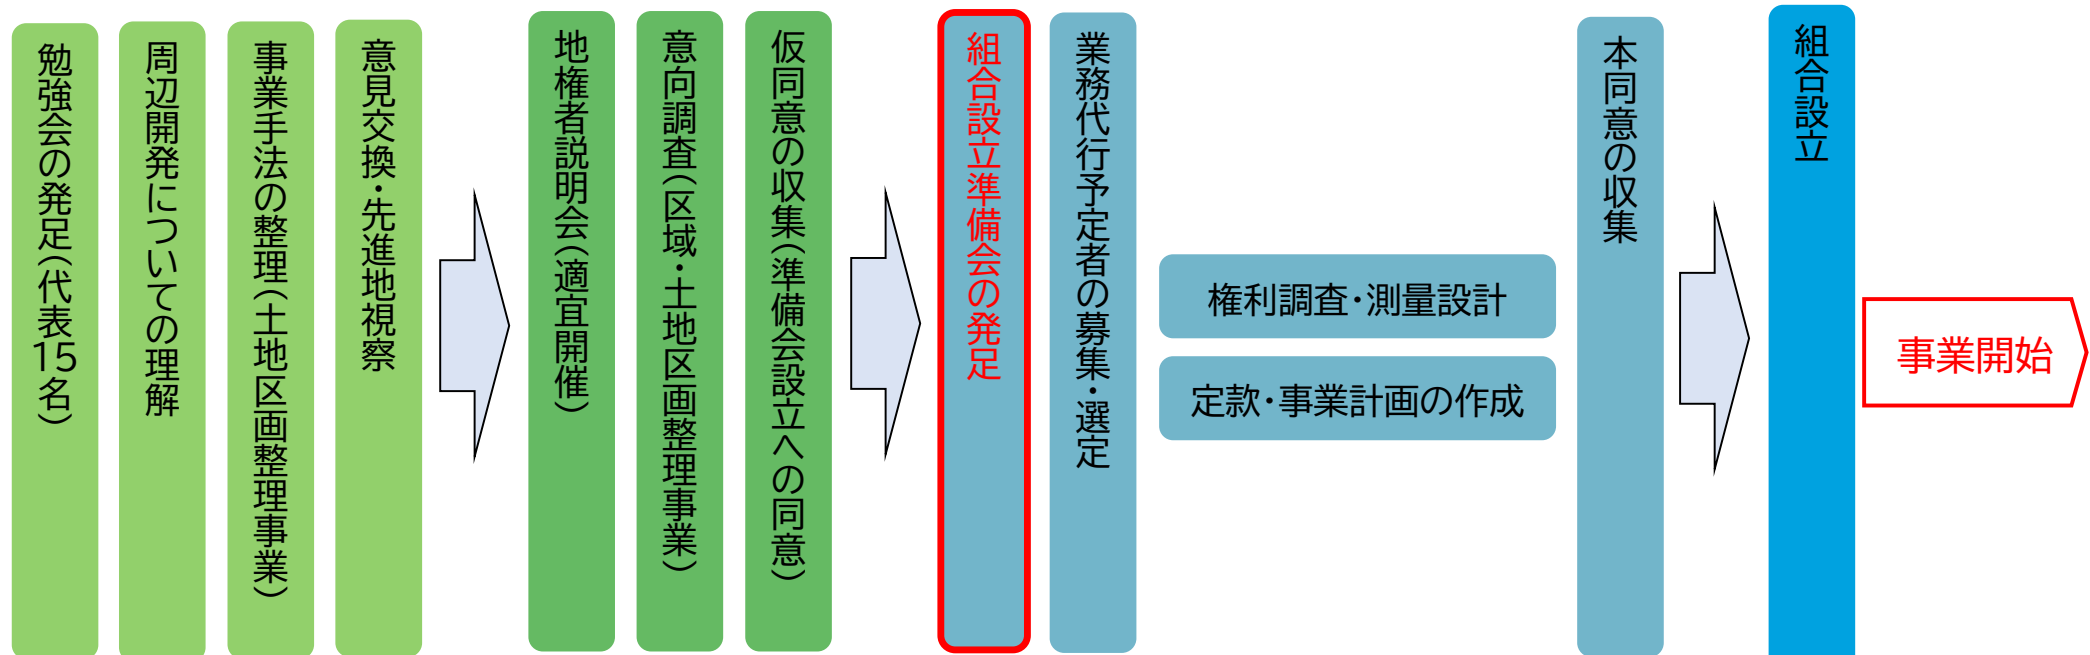 勉強会の発足(代表15名)
周辺開発についての理解
事業手法の整理(土地区画整理事業)
意見交換・先進地視察
地権者説明会(適宜開催)
意向調査(区域・土地区画整理事業)
仮同意の収集(準備会設立への同意)
組合設立準備会の発足
業務代行予定者の募集・選定
権利調査・測量設計
定款・事業計画の作成
本同意の収集
組合設立
事業開始